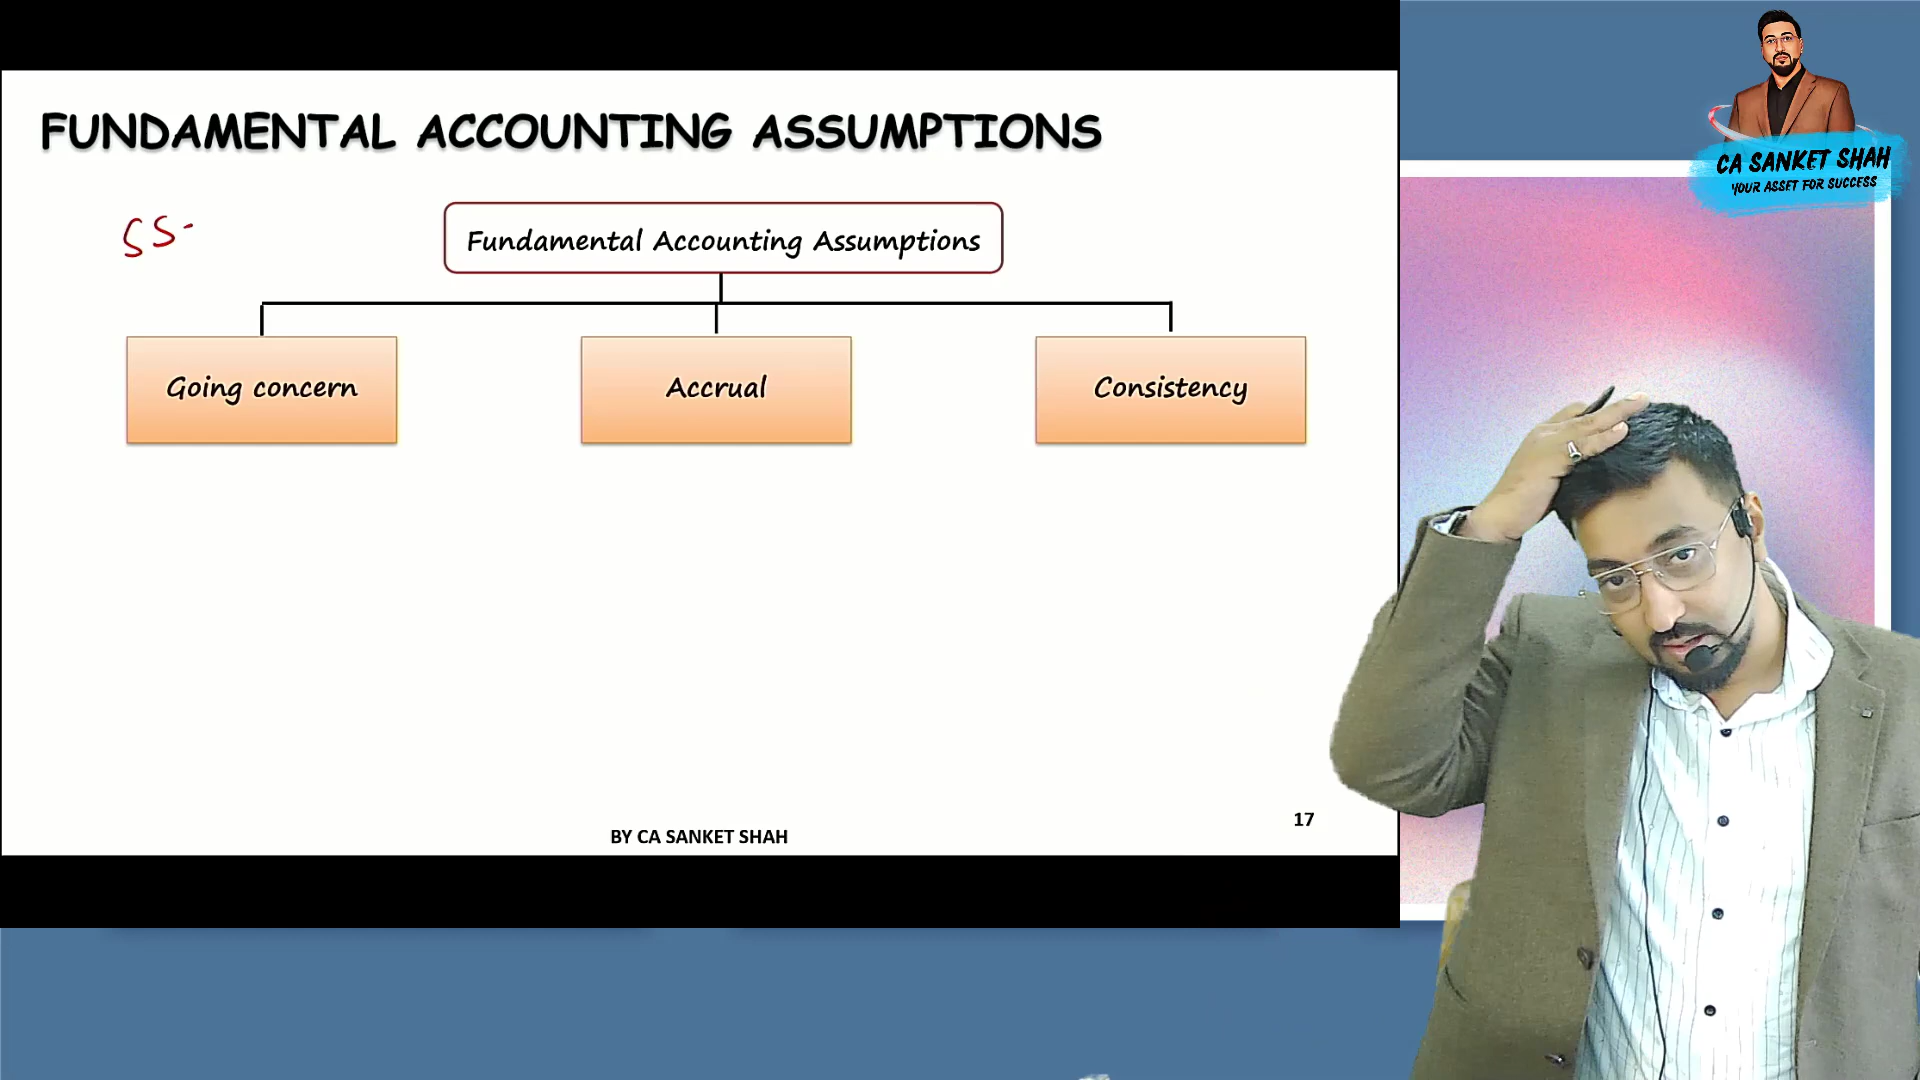 FUNDAMENTAL ACCOUNTING ASSUMPTIONS
CA SANKET SHAH
YOUR ASSET FOR SUCCESS
SS-
Fundamental Accounting Assumptions
Going concern
Accrual
Consistency
17
BY CA SANKET SHAH